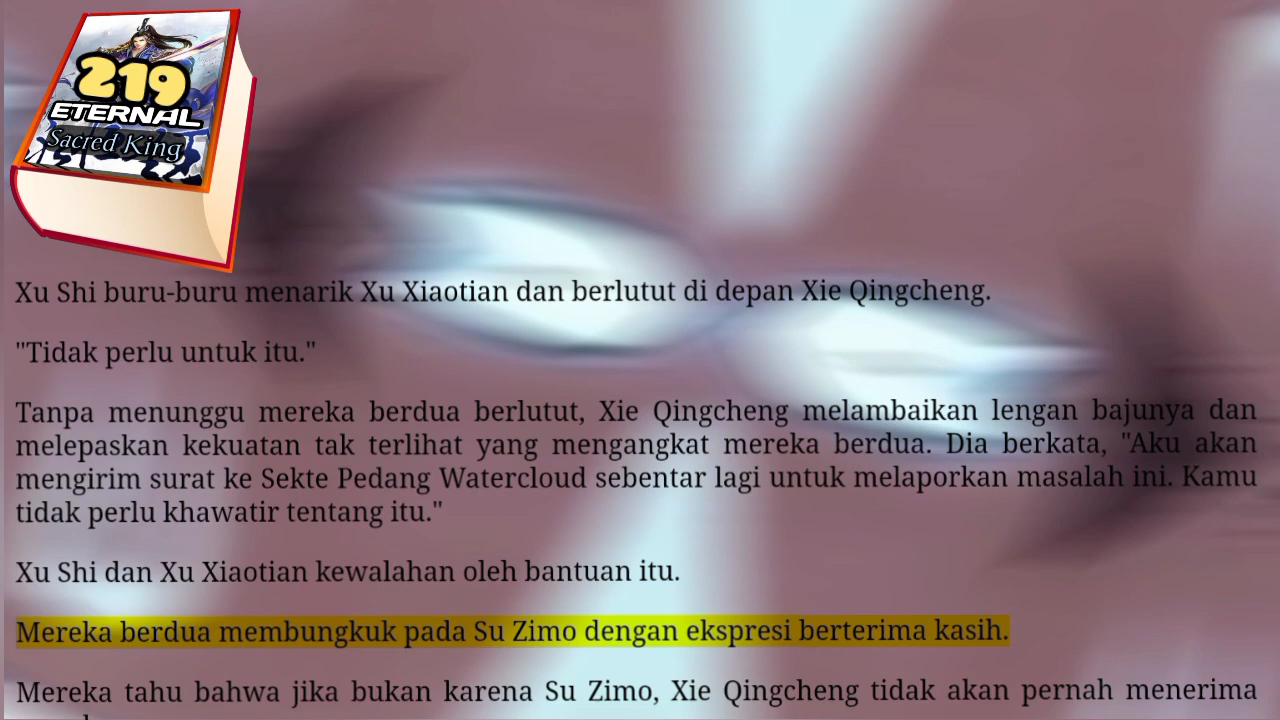 219
ETERNAL
Sacred King
Xu Shi buru-buru menarik Xu Xiaotian dan berlutut di depan Xie Qingcheng.
"Tidak perlu untuk itu."
Tanpa menunggu mereka berdua berlutut, Xie Qingcheng melambaikan lengan bajunya dan
melepaskan kekuatan tak terlihat yang mengangkat mereka berdua. Dia berkata, "Aku akan
mengirim surat ke Sekte Pedang Watercloud sebentar lagi untuk melaporkan masalah ini. Kamu
tidak perlu khawatir tentang itu."
Xu Shi dan Xu Xiaotian kewalahan oleh bantuan itu.
Mereka berdua membungkuk pada Su Zimo dengan ekspresi berterima kasih.
Mereka tahu bahwa jika bukan karena Su Zimo, Xie Qingcheng tidak akan pernah menerima